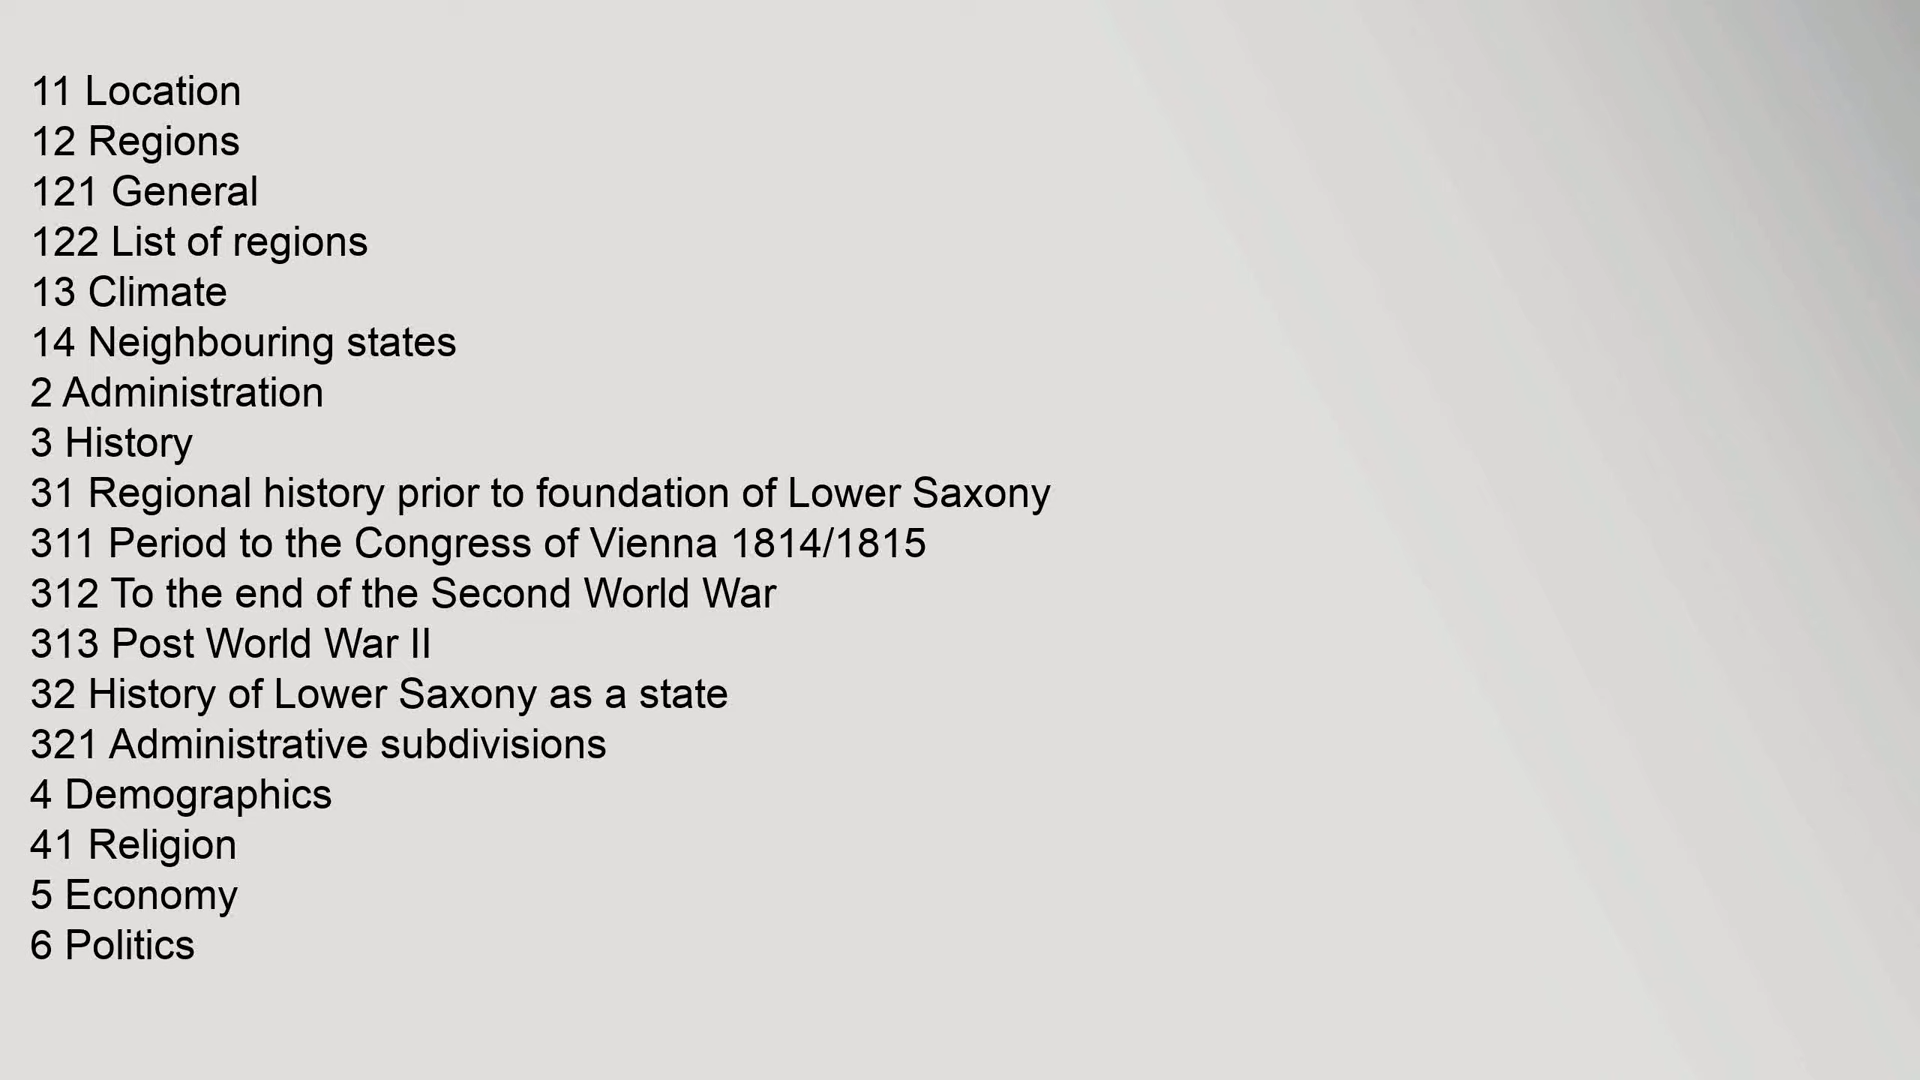 11 Location
12 Regions
121 General
122 List of regions
13 Climate
14 Neighbouring states
2 Administration
3 History
31 Regional history prior to foundation of Lower Saxony
311 Period to the Congress of Vienna 1814/1815
312 To the end of the Second World War
313 Post World War II
32 History of Lower Saxony as a state
321 Administrative subdivisions
4 Demographics
41 Religion
5 Economy
6 Politics